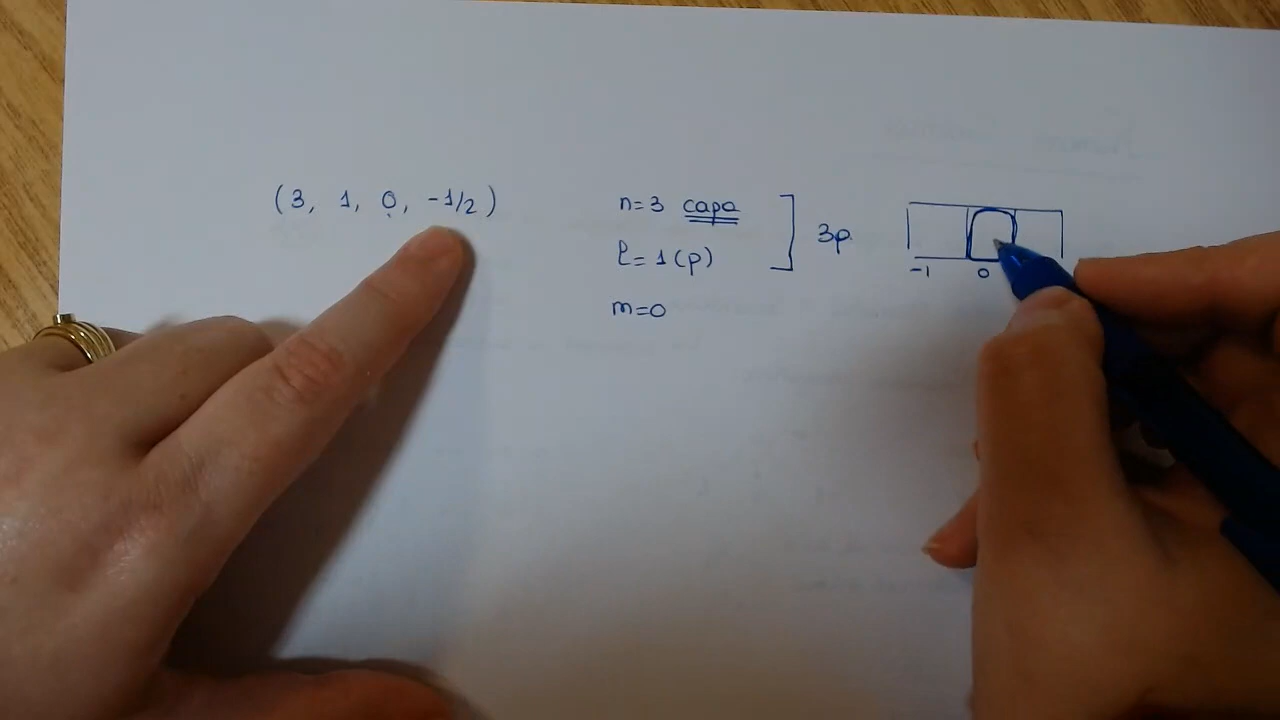 (3, 1, 0, -1/2)
n=3 capa
l=1(p)
m=0
3p
-1 0